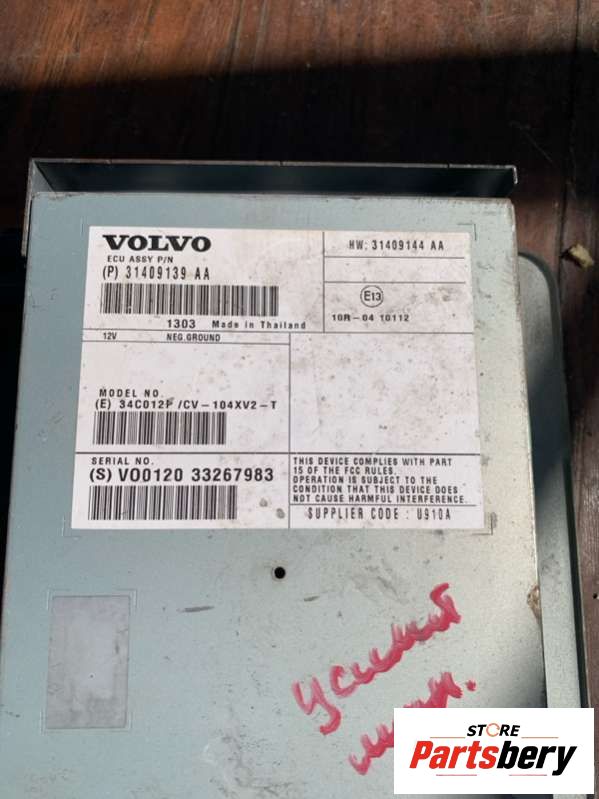 VOLVO
ECU ASSY P/N
(P) 31409139 AA
HW: 31409144 AA
E13
10R-04 10112
1303 Made in Thailand
12V NEG.GROUND
MODEL NO.
(E) 34C012F /CV-104XV2-T
SERIAL NO.
(S) VO0120 33267983
THIS DEVICE COMPLIES WITH PART
15 OF THE FCC RULES.
OPERATION IS SUBJECT TO THE
CONDITION THAT THIS DEVICE DOES
NOT CAUSE HARMFUL INTERFERENCE.
SUPPLIER CODE : U910A
STORE
Partsbery